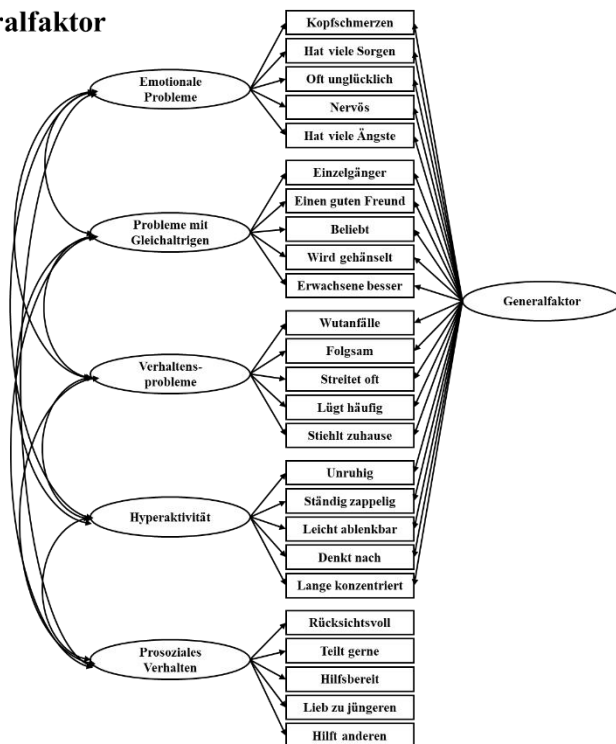 ralfaktor
Kopfschmerzen
Hat viele Sorgen
Oft unglücklich
Nervös
Hat viele Ängste
Emotionale
Probleme
Einzelgänger
Einen guten Freund
Beliebt
Wird gehänselt
Erwachsene besser
Probleme mit
Gleichaltrigen
Generalfaktor
Wutanfälle
Folgsam
Streitet oft
Lügt häufig
Stiehlt zuhause
Verhaltens-
probleme
Unruhig
Ständig zappelig
Leicht ablenkbar
Denkt nach
Lange konzentriert
Hyperaktivität
Rücksichtsvoll
Teilt gerne
Hilfsbereit
Lieb zu jüngeren
Hilft anderen
Prosoziales
Verhalten